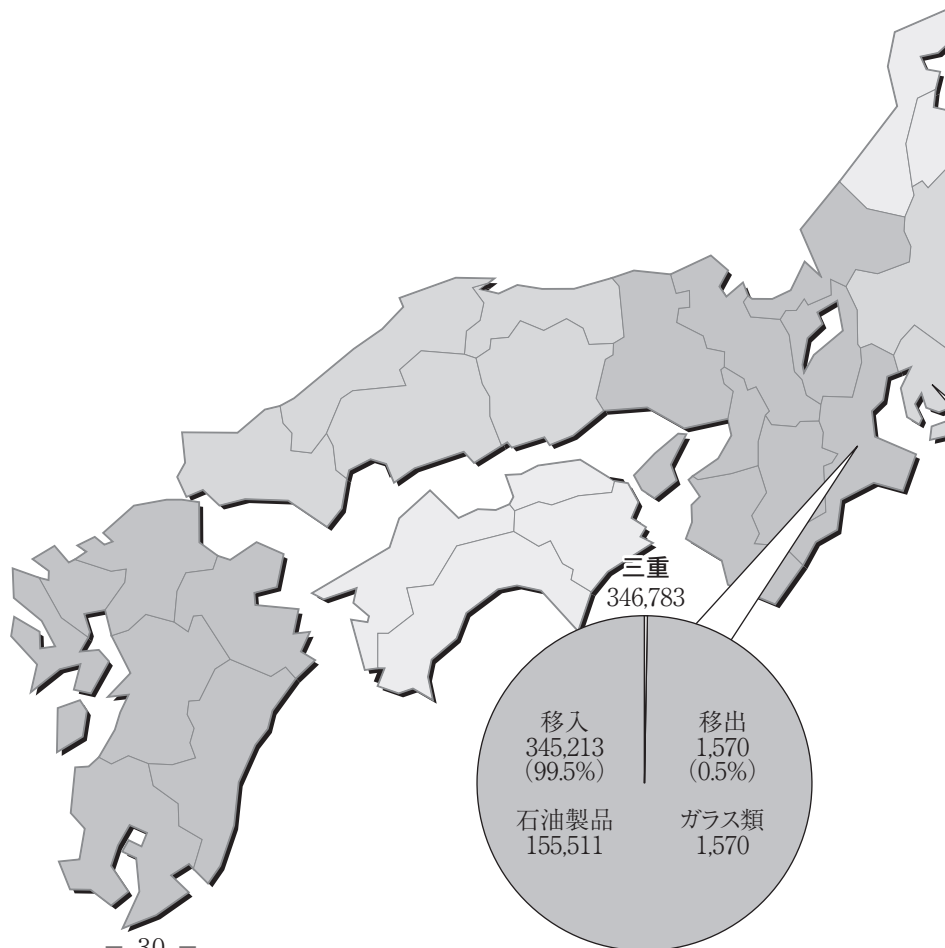 三重
346,783
移入
345,213
(99.5%)
石油製品
155,511
移出
1,570
(0.5%)
ガラス類
1,570
― 30 ―